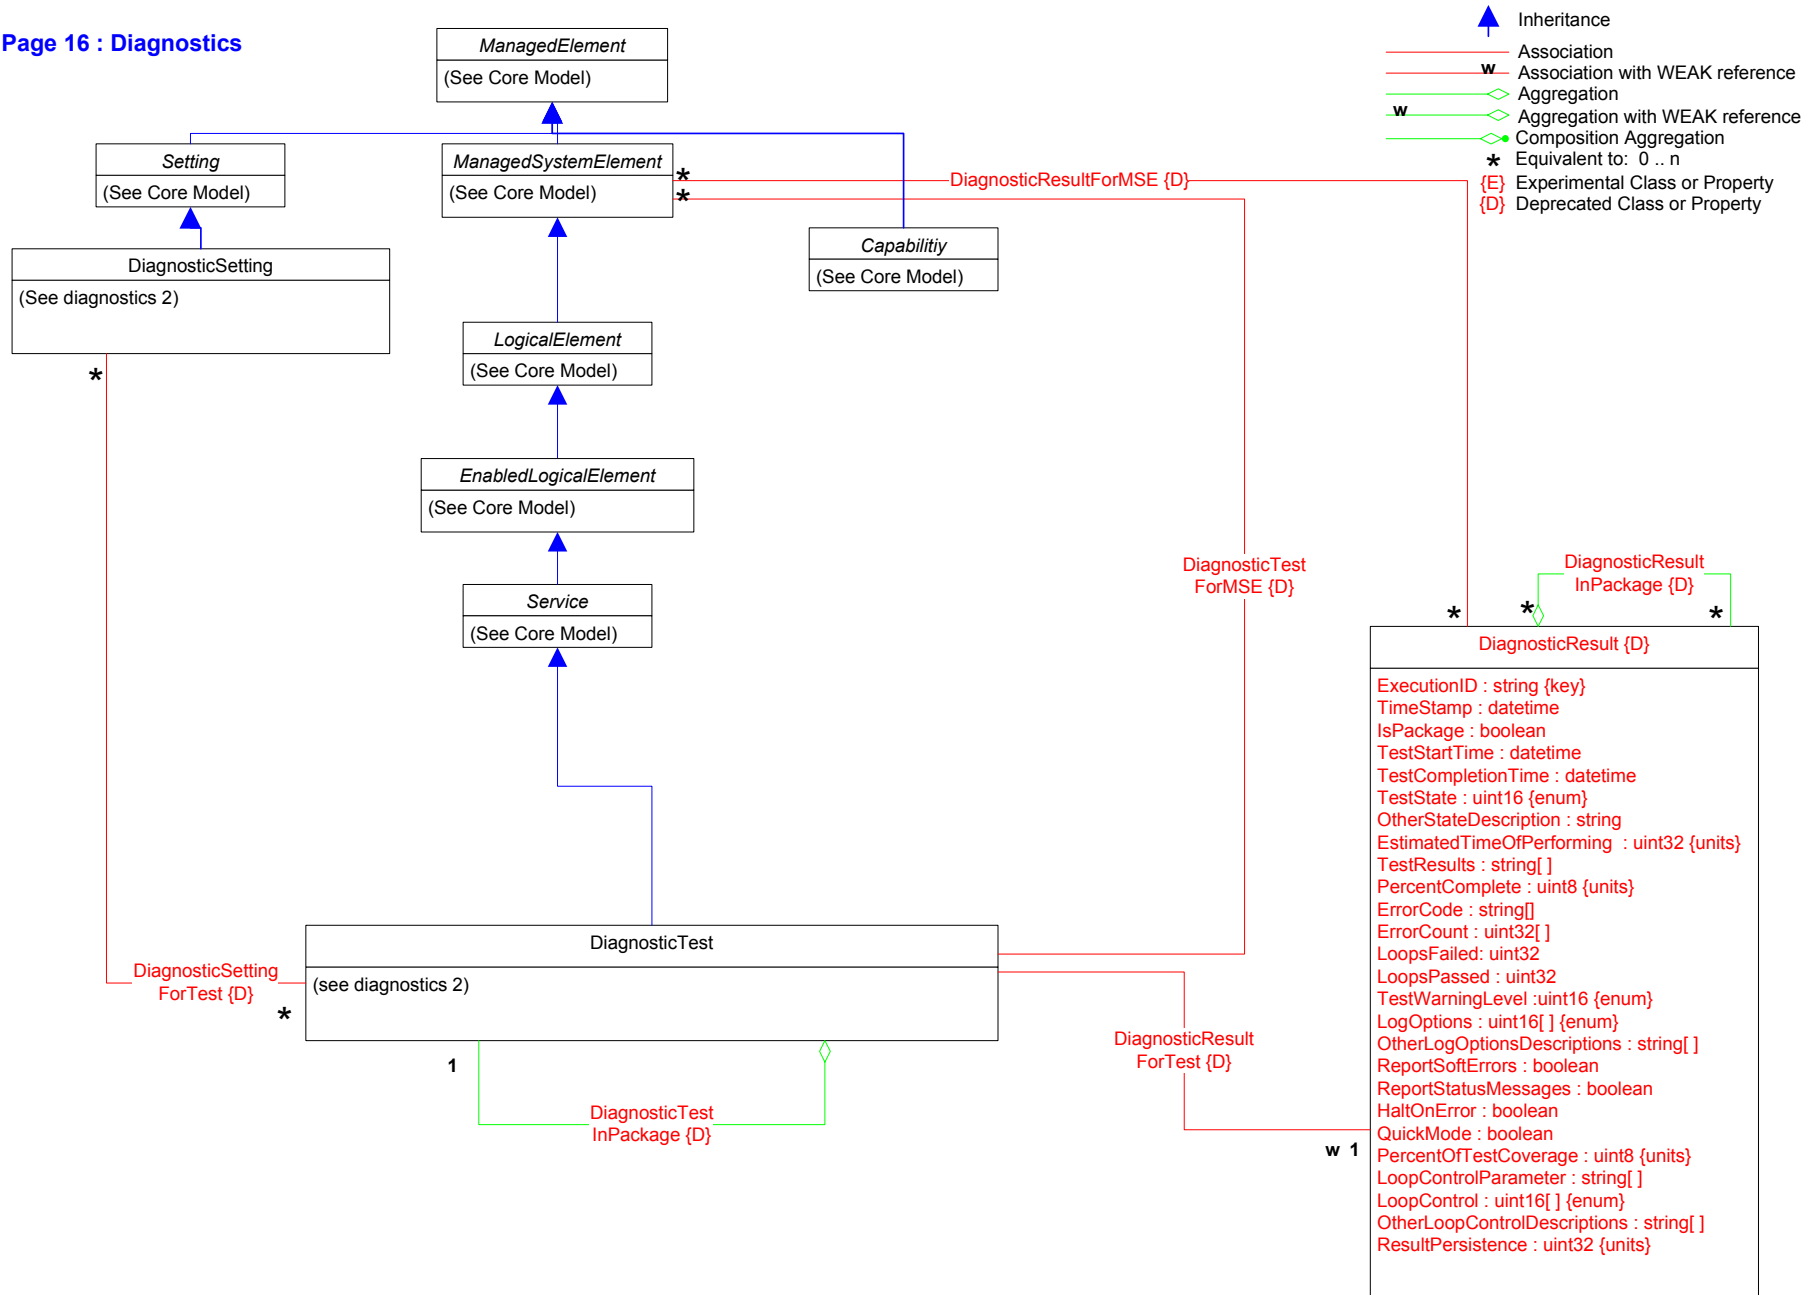 Page 16 : Diagnostics
Inheritance
Association
w
Association with WEAK reference
Aggregation
w
Aggregation with WEAK reference
Composition Aggregation
* Equivalent to: 0 .. n
{E} Experimental Class or Property
{D} Deprecated Class or Property
ManagedElement
(See Core Model)
Setting
(See Core Model)
ManagedSystemElement
(See Core Model)
*
*
DiagnosticResultForMSE {D}
Capabilitiy
(See Core Model)
DiagnosticSetting
(See diagnostics 2)
*
LogicalElement
(See Core Model)
EnabledLogicalElement
(See Core Model)
Service
(See Core Model)
DiagnosticTest
ForMSE {D}
DiagnosticResult
InPackage {D}
*
*
*
DiagnosticResult {D}
ExecutionID : string {key}
TimeStamp : datetime
IsPackage : boolean
TestStartTime : datetime
TestCompletionTime : datetime
TestState : uint16 {enum}
OtherStateDescription : string
EstimatedTimeOfPerforming : uint32 {units}
TestResults : string[ ]
PercentComplete : uint8 {units}
ErrorCode : string[]
ErrorCount : uint32[ ]
LoopsFailed: uint32
LoopsPassed : uint32
TestWarningLevel :uint16 {enum}
LogOptions : uint16[ ] {enum}
OtherLogOptionsDescriptions : string[ ]
ReportSoftErrors : boolean
ReportStatusMessages : boolean
HaltOnError : boolean
QuickMode : boolean
PercentOfTestCoverage : uint8 {units}
LoopControlParameter : string[ ]
LoopControl : uint16[ ] {enum}
OtherLoopControlDescriptions : string[ ]
ResultPersistence : uint32 {units}
DiagnosticTest
(see diagnostics 2)
DiagnosticSetting
ForTest {D}
*
1
DiagnosticTest
InPackage {D}
DiagnosticResult
ForTest {D}
w 1